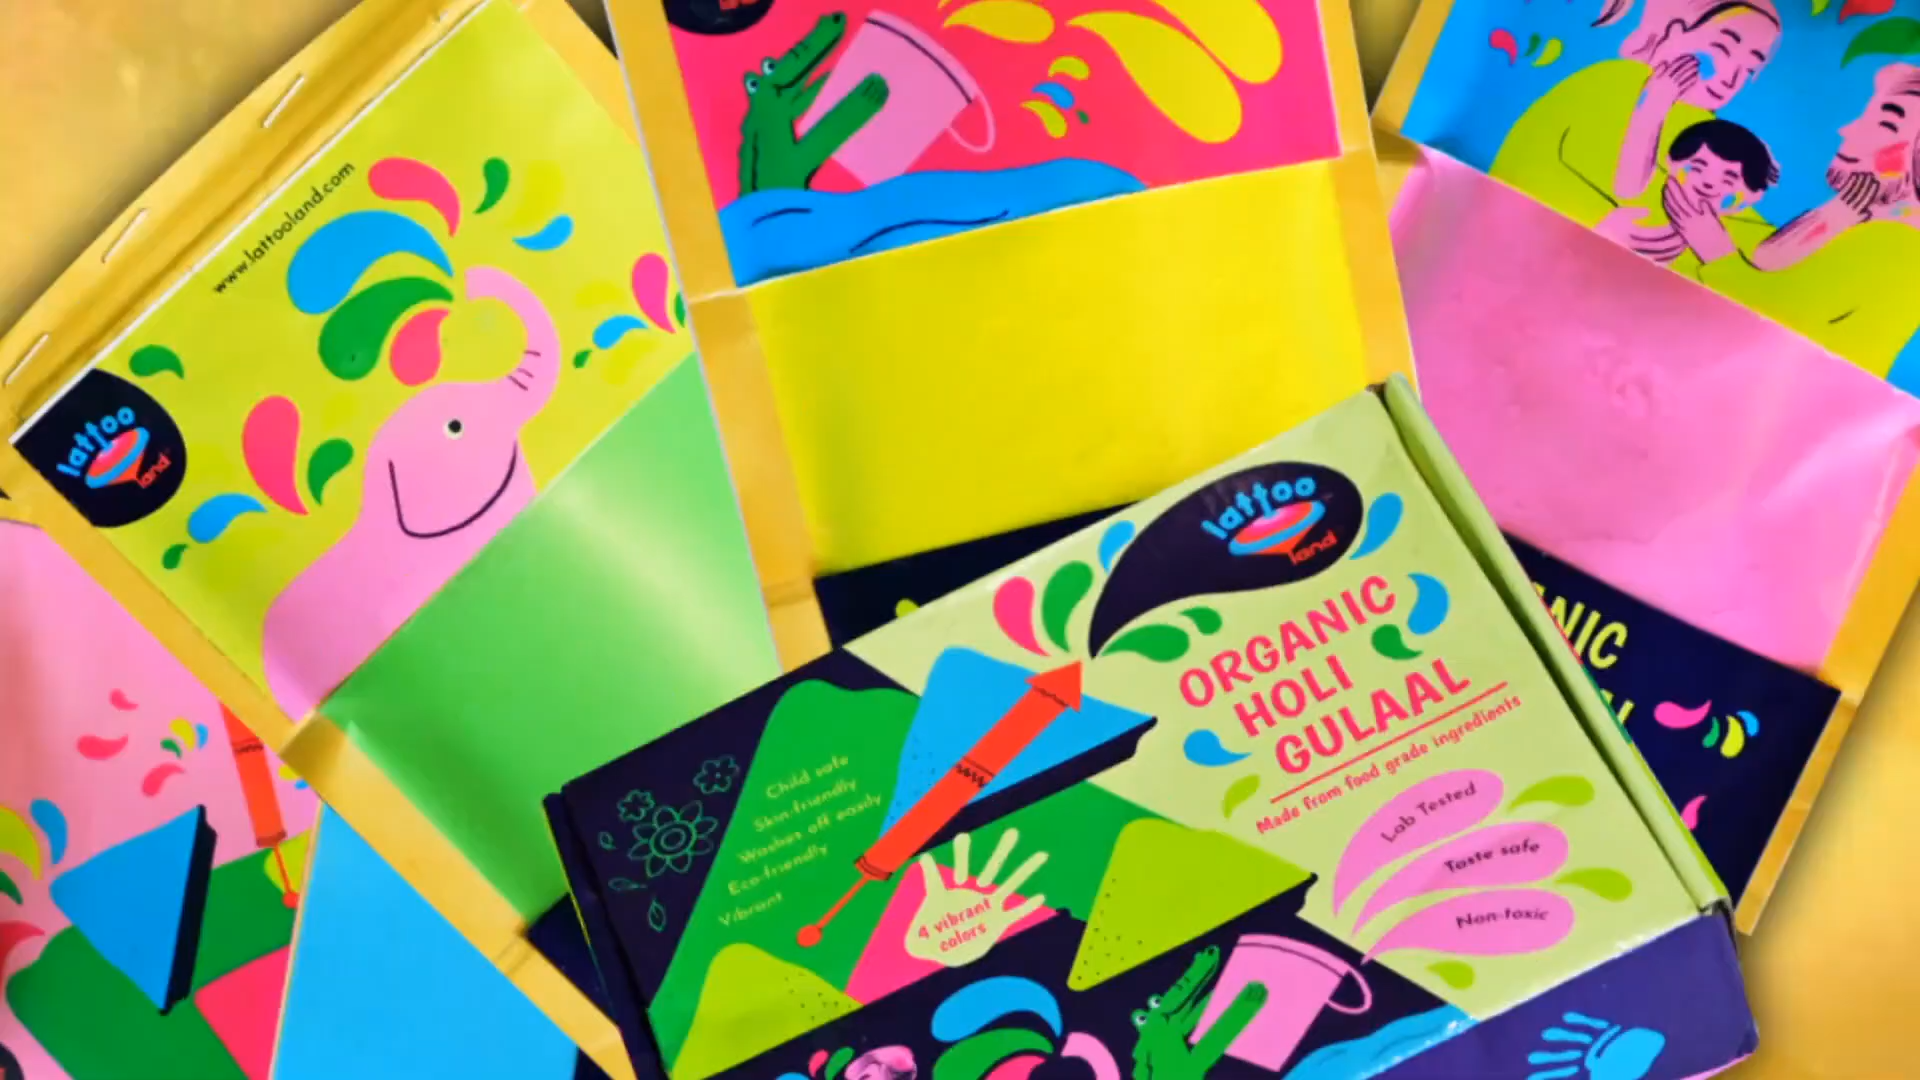 www.lattooland.com
lattoo
land
lattoo
land
ORGANIC
HOLI
GULAAL
Made from food grade ingredients
Lab Tested
Taste safe
Non-toxic
Child safe
Skin-friendly
Washes off easily
Eco-friendly
Vibrant
4 vibrant
colors